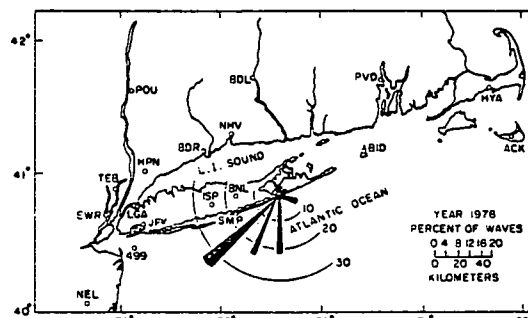 42°
POU
BDL
PVD
HYA
NHV
ACK
BDR
L.I. SOUND
BID
41°
HPN
TEB
ISP
BNL
10
ATLANTIC OCEAN
EWR
LGA
JFK
SMP
20
YEAR 1978
PERCENT OF WAVES
0 4 8 12 16 20
499
30
0 20 40
KILOMETERS
NEL
40°